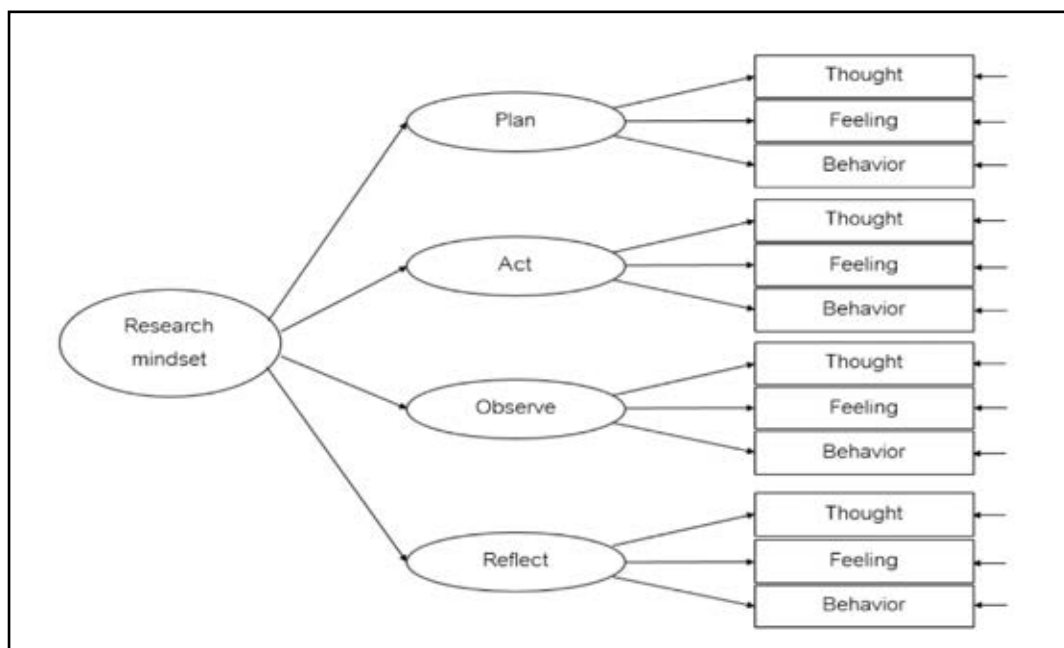 Research
mindset
Plan
Thought
Feeling
Behavior
Act
Thought
Feeling
Behavior
Observe
Thought
Feeling
Behavior
Reflect
Thought
Feeling
Behavior